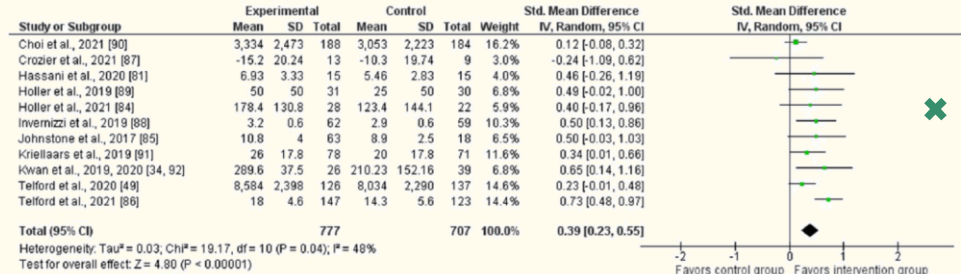 Experimental Control Std. Mean Difference Std. Mean Difference
Study or Subgroup Mean SD Total Mean SD Total Weight IV, Random, 95% CI IV, Random, 95% CI
Choi et al., 2021 [90] 3,334 2,473 188 3,053 2,223 184 16.2% 0.12 [-0.08, 0.32]
Crozier et al., 2021 [87] -15.2 20.24 13 -10.3 19.74 9 3.0% -0.24 [-1.09, 0.62]
Hassani et al., 2020 [81] 6.93 3.33 15 5.46 2.83 15 4.0% 0.46 [-0.26, 1.19]
Holler et al., 2019 [89] 50 50 31 25 50 30 7.0% 0.49 [-0.02, 1.00]
Holler et al., 2021 [84] 178.4 130.8 28 123.4 144.1 22 6.0% 0.40 [-0.17, 0.96]
Invernizzi et al., 2019 [88] 3.2 0.6 62 2.9 0.6 59 10.3% 0.50 [0.13, 0.86]
Johnstone et al., 2017 [85] 10.8 4 63 8.9 2.5 18 6.7% 0.50 [-0.03, 1.03]
Kriellaars et al., 2019 [91] 26 17.8 78 20 17.8 71 11.7% 0.34 [0.01, 0.66]
Kwan et al., 2019, 2020 [34, 92] 289.6 37.5 26 210.23 152.16 39 6.9% 0.65 [0.14, 1.16]
Telford et al., 2020 [49] 8,584 2,398 126 8,034 2,290 137 14.6% 0.23 [-0.01, 0.48]
Telford et al., 2021 [86] 18 4.6 147 14.3 5.6 123 14.4% 0.73 [0.48, 0.97]
Total (95% CI) 777 707 100.0% 0.39 [0.23, 0.55]
Heterogeneity: Tau² = 0.03; Chi² = 19.17, df = 10 (P = 0.04); I² = 48%
Test for overall effect: Z = 4.80 (P < 0.00001)
-2 -1 0 1 2
Favors control group Favors intervention group